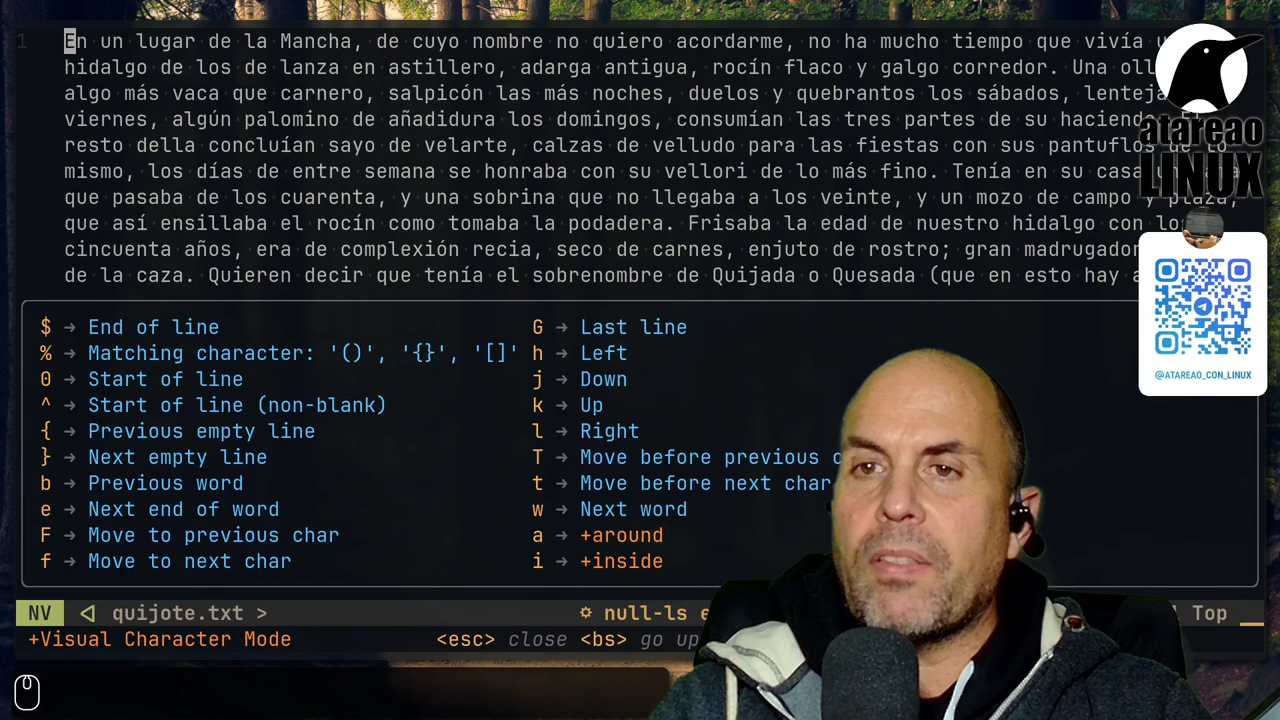 1 En un lugar de la Mancha, de cuyo nombre no quiero acordarme, no ha mucho tiempo que vivía
hidalgo de los de lanza en astillero, adarga antigua, rocín flaco y galgo corredor. Una
algo más vaca que carnero, salpicón las más noches, duelos y quebrantos los sábados,
viernes, algún palomino de añadidura los domingos, consumían las tres partes de su
resto della concluían sayo de velarte, calzas de velludo para las fiestas con sus
mismo, los días de entre semana se honraba con su vellori de lo más fino. Tenía en su casa
que pasaba de los cuarenta, y una sobrina que no llegaba a los veinte, y un mozo de campo y plaza,
que así ensillaba el rocín como tomaba la podadera. Frisaba la edad de nuestro hidalgo con
cincuenta años, era de complexión recia, seco de carnes, enjuto de rostro; gran
de la caza. Quieren decir que tenía el sobrenombre de Quijada o Quesada (que en esto hay
atareao
LINUX
@ATAREAO_CON_LINUX
$ → End of line
% → Matching character: '()', '{}', '[]'
0 → Start of line
^ → Start of line (non-blank)
{ → Previous empty line
} → Next empty line
b → Previous word
e → Next end of word
F → Move to previous char
f → Move to next char
G → Last line
h → Left
j → Down
k → Up
l → Right
T → Move before previous
t → Move before next char
w → Next word
a → +around
i → +inside
NV quijote.txt > null-ls Top
+Visual Character Mode <esc> close <bs> go up